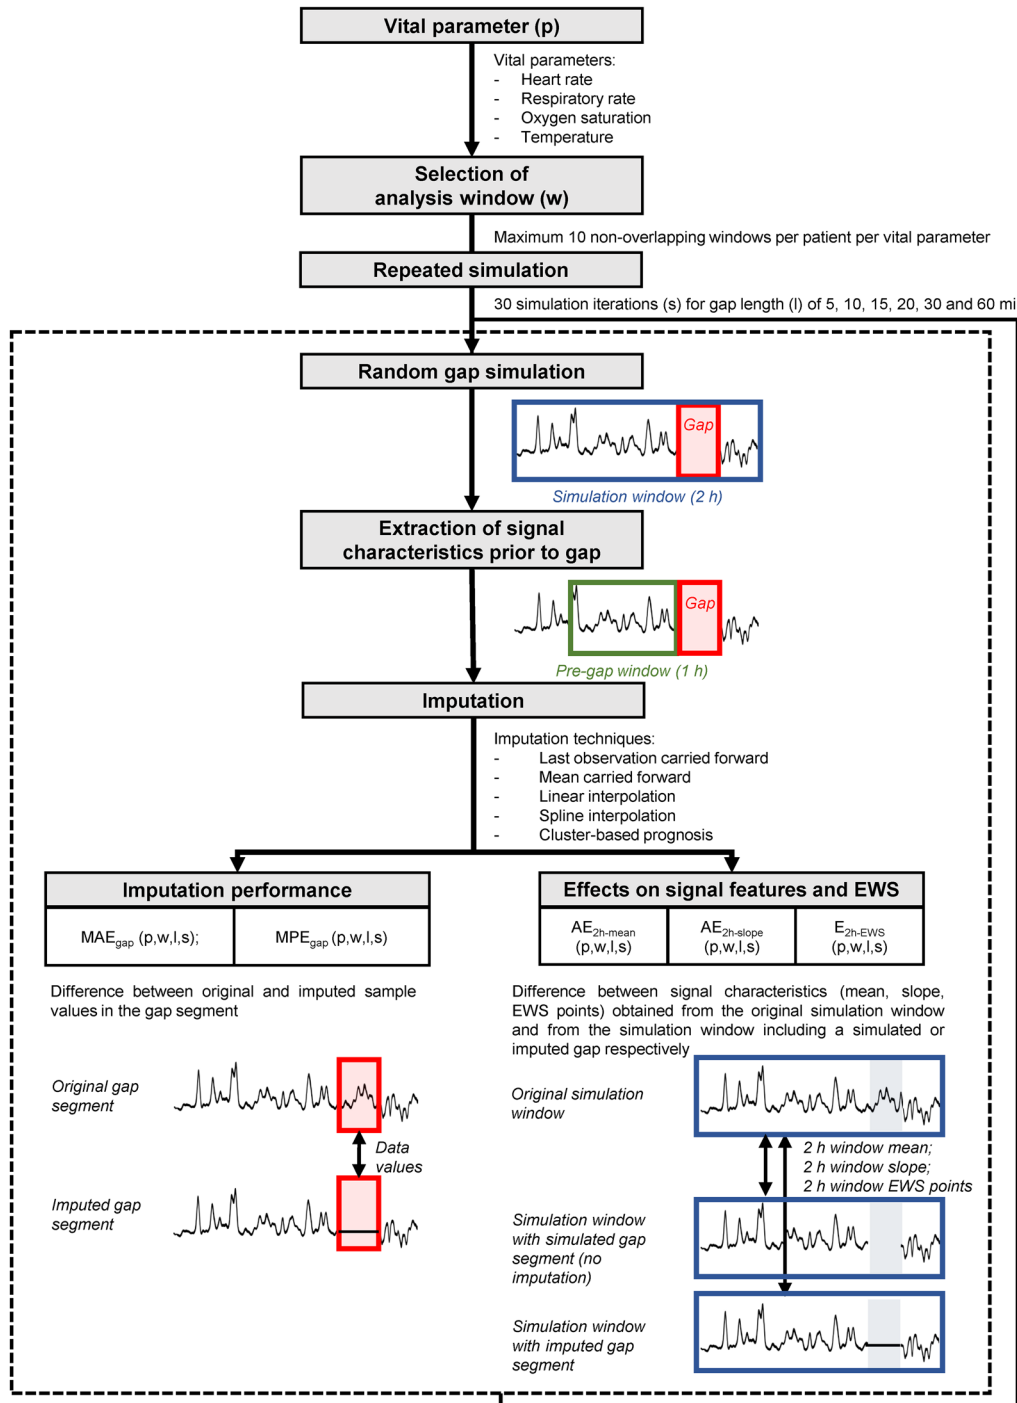 Vital parameter (p)
Vital parameters:
- Heart rate
- Respiratory rate
- Oxygen saturation
- Temperature
Selection of
analysis window (w)
Maximum 10 non-overlapping windows per patient per vital parameter
Repeated simulation
30 simulation iterations (s) for gap length (l) of 5, 10, 15, 20, 30 and 60 mi
Random gap simulation
Gap
Simulation window (2 h)
Extraction of signal
characteristics prior to gap
Gap
Pre-gap window (1 h)
Imputation
Imputation techniques:
- Last observation carried forward
- Mean carried forward
- Linear interpolation
- Spline interpolation
- Cluster-based prognosis
Imputation performance
MAEgap (p,w,l,s);
MPEgap (p,w,l,s)
Difference between original and imputed sample
values in the gap segment
Original gap
segment
Data
values
Imputed gap
segment
Effects on signal features and EWS
AE2h-mean
(p,w,l,s)
AE2h-slope
(p,w,l,s)
E2h-EWS
(p,w,l,s)
Difference between signal characteristics (mean, slope,
EWS points) obtained from the original simulation window
and from the simulation window including a simulated or
imputed gap respectively
Original simulation
window
2 h window mean;
2 h window slope;
2 h window EWS points
Simulation window
with simulated gap
segment (no
imputation)
Simulation window
with imputed gap
segment